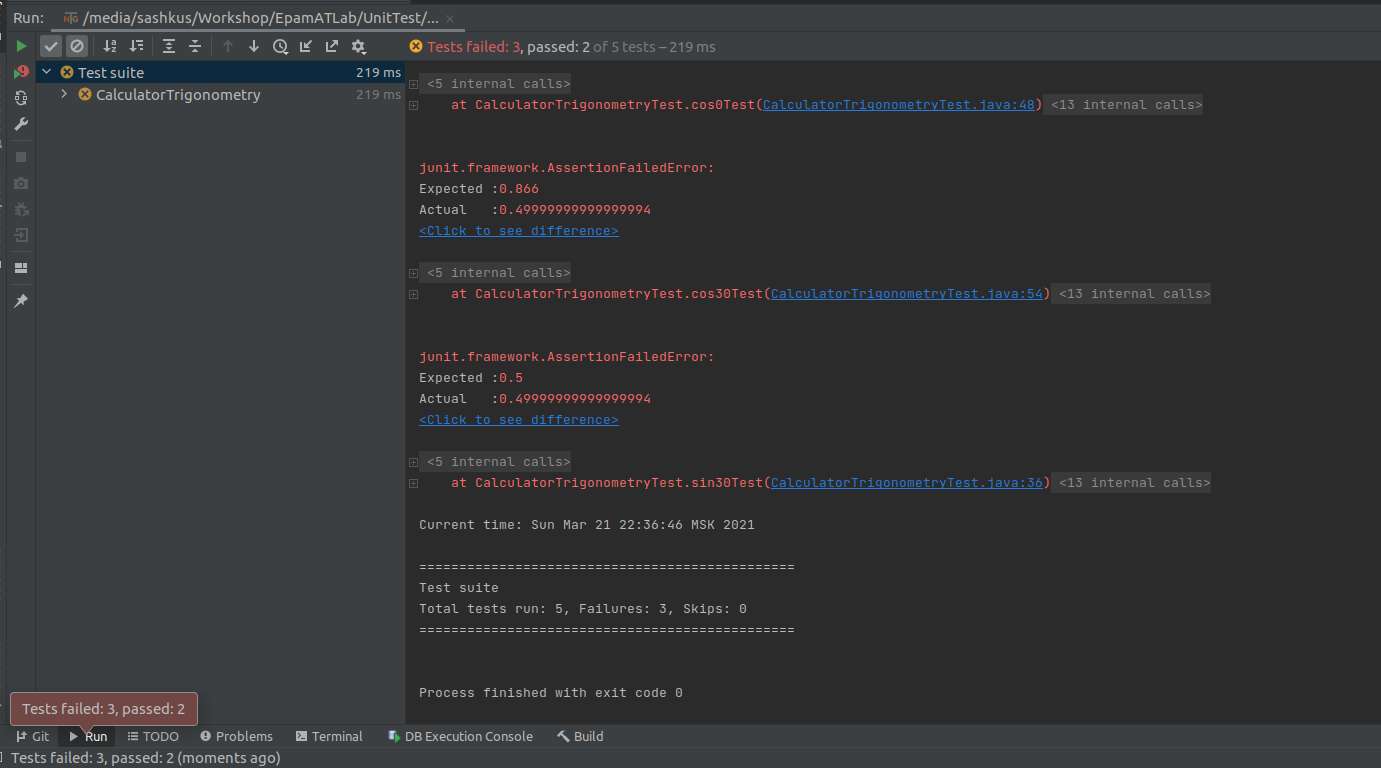 Run: /media/sashkus/Workshop/EpamATLab/UnitTest/...
Tests failed: 3, passed: 2 of 5 tests – 219 ms
Test suite 219 ms
CalculatorTrigonometry 219 ms
<5 internal calls>
at CalculatorTrigonometryTest.cos0Test(CalculatorTrigonometryTest.java:48) <13 internal calls>
junit.framework.AssertionFailedError:
Expected :0.866
Actual   :0.49999999999999994
<Click to see difference>
<5 internal calls>
at CalculatorTrigonometryTest.cos30Test(CalculatorTrigonometryTest.java:54) <13 internal calls>
junit.framework.AssertionFailedError:
Expected :0.5
Actual   :0.49999999999999994
<Click to see difference>
<5 internal calls>
at CalculatorTrigonometryTest.sin30Test(CalculatorTrigonometryTest.java:36) <13 internal calls>
Current time: Sun Mar 21 22:36:46 MSK 2021
===============================================
Test suite
Total tests run: 5, Failures: 3, Skips: 0
===============================================
Process finished with exit code 0
Tests failed: 3, passed: 2
Git Run TODO Problems Terminal DB Execution Console Build
Tests failed: 3, passed: 2 (moments ago)